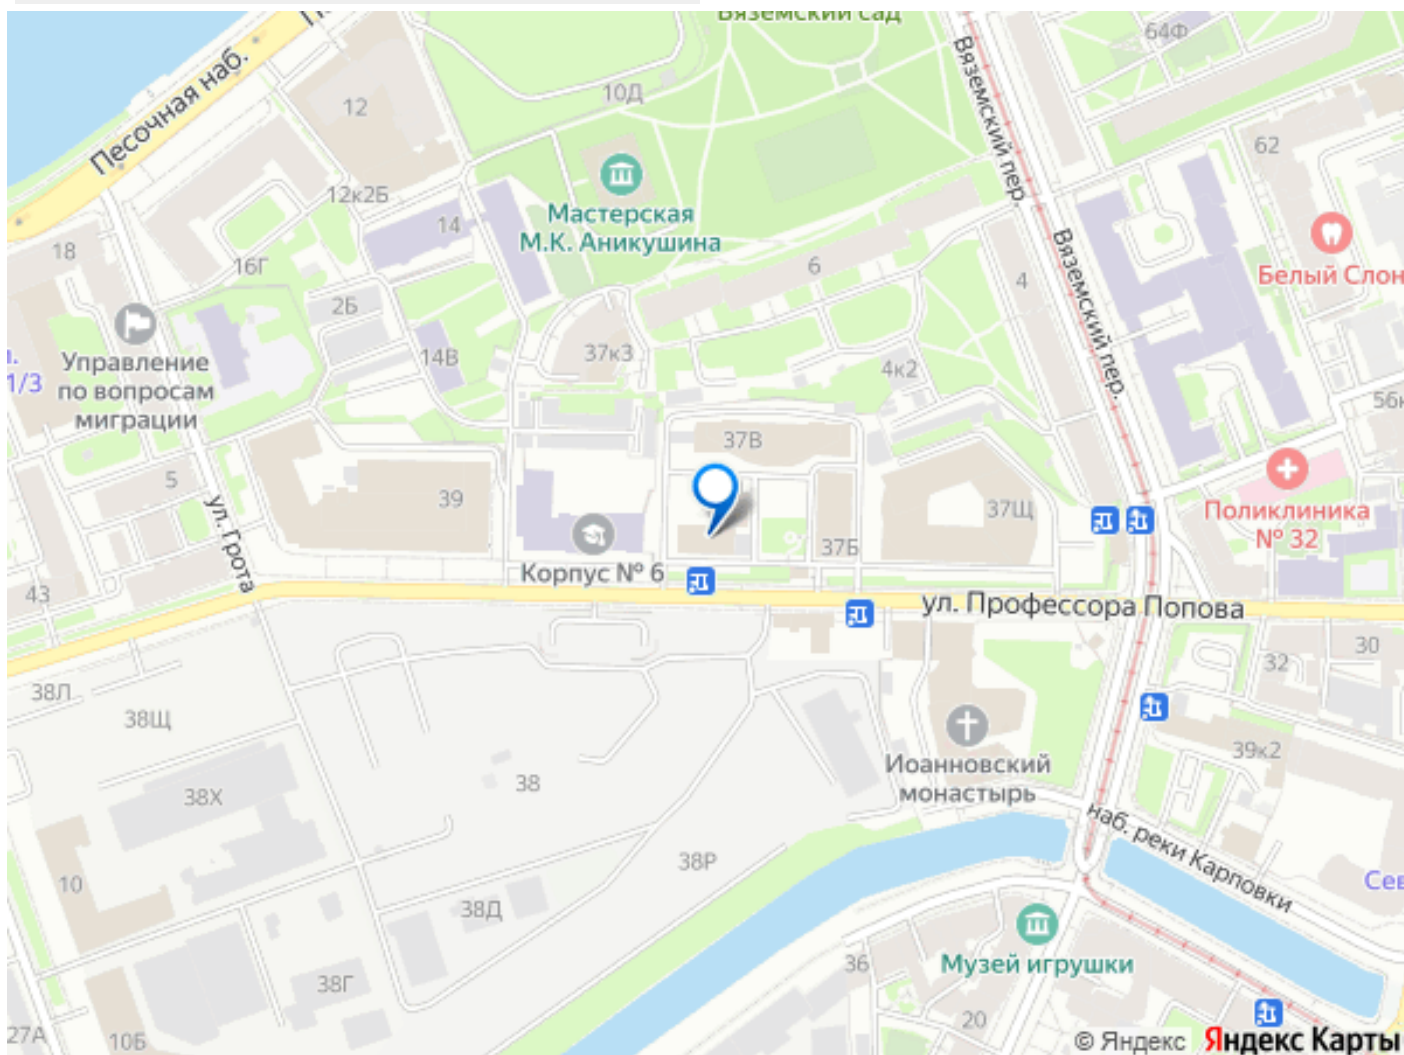 Вяземский сад
64Ф
Песочная наб.
12
10Д
Вяземский пер.
62
12к2Б
Мастерская
М.К. Аникушина
14
18
16Г
6
4
Вяземский пер.
Белый Слон
2Б
Управление
по вопросам
миграции
1/3
14В
37к3
4к2
56к
37В
5
39
37Щ
Поликлиника
№ 32
ул. Грота
Корпус № 6
37Б
43
ул. Профессора Попова
30
32
38Л
38Щ
Иоанновский
монастырь
39к2
38
38Х
наб. реки Карповки
38Р
10
Сев
38Д
Музей игрушки
36
38Г
20
27А
10Б
© Яндекс Яндекс Карты